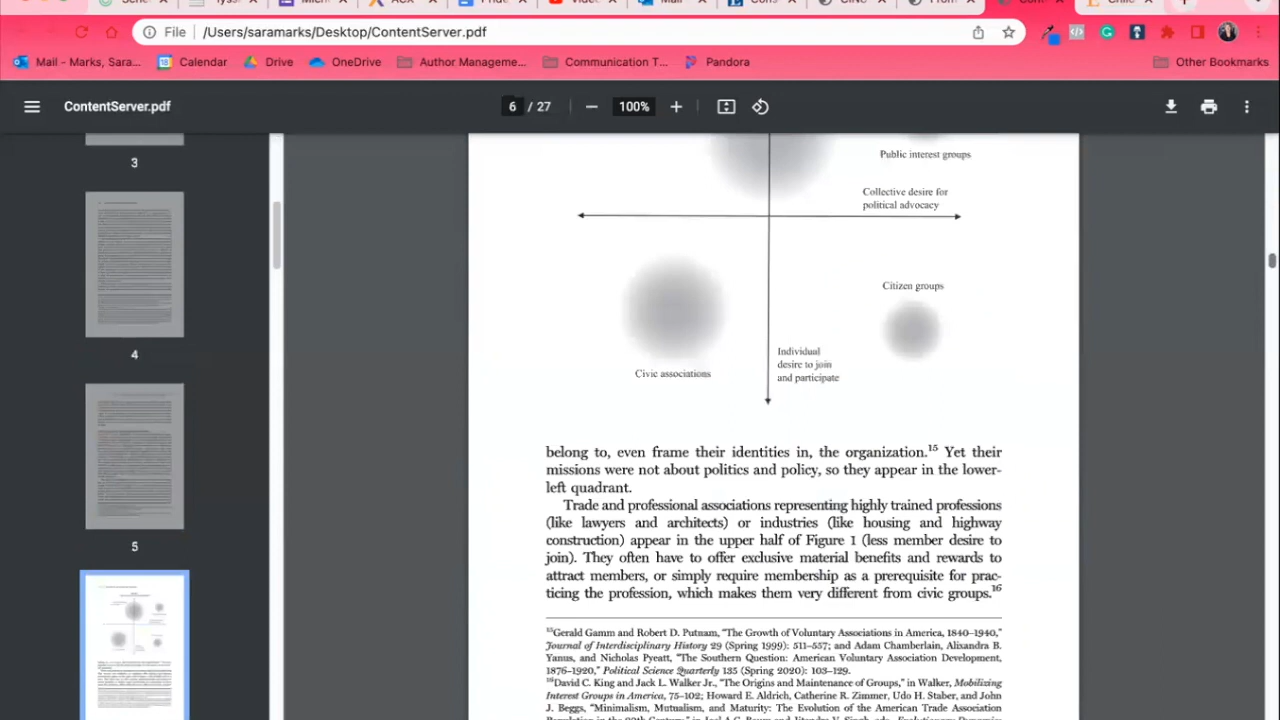 File /Users/saramarks/Desktop/ContentServer.pdf
Mail - Marks, Sara... Calendar Drive OneDrive Author Manageme... Communication T... Pandora Other Bookmarks
ContentServer.pdf 6 / 27 100%
3
4
5
Public interest groups
Collective desire for
political advocacy
Citizen groups
Individual
desire to join
and participate
Civic associations
belong to, even frame their identities in, the organization.15 Yet their
missions were not about politics and policy, so they appear in the lower-
left quadrant.
Trade and professional associations representing highly trained professions
(like lawyers and architects) or industries (like housing and highway
construction) appear in the upper half of Figure 1 (less member desire to
join). They often have to offer exclusive material benefits and rewards to
attract members, or simply require membership as a prerequisite for prac-
ticing the profession, which makes them very different from civic groups.16
15Gerald Gamm and Robert D. Putnam, “The Growth of Voluntary Associations in America, 1840–1940,”
Journal of Interdisciplinary History 29 (Spring 1999): 511–557; and Adam Chamberlain, Alixandra B.
Yanus, and Nicholas Pyeatt, “The Southern Question: American Voluntary Association Development,
1876–1920,” Political Science Quarterly 135 (Spring 2020): 103–129.
16David C. King and Jack L. Walker Jr., “The Origins and Maintenance of Groups,” in Walker, Mobilizing
Interest Groups in America, 75–102; Howard E. Aldrich, Catherine R. Zimmer, Udo H. Staber, and John
J. Beggs, “Minimalism, Mutualism, and Maturity: The Evolution of the American Trade Association